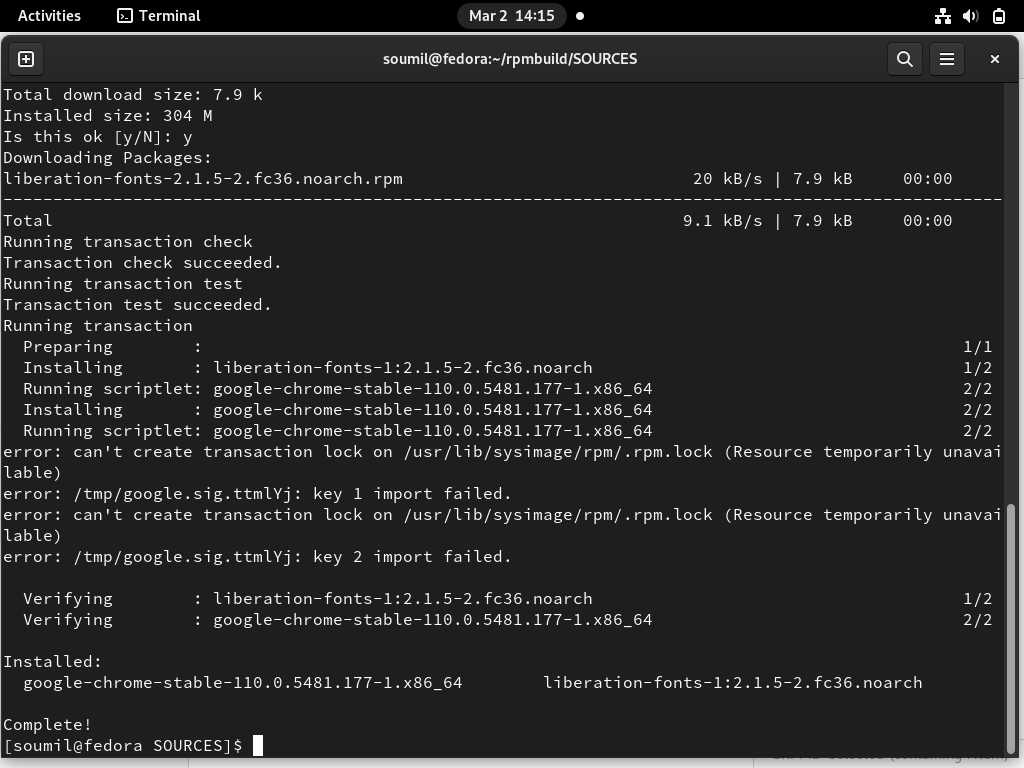 Activities Terminal Mar 2 14:15
soumil@fedora:~/rpmbuild/SOURCES
Total download size: 7.9 k
Installed size: 304 M
Is this ok [y/N]: y
Downloading Packages:
liberation-fonts-2.1.5-2.fc36.noarch.rpm 20 kB/s | 7.9 kB 00:00
--------------------------------------------------------------------------------
Total 9.1 kB/s | 7.9 kB 00:00
Running transaction check
Transaction check succeeded.
Running transaction test
Transaction test succeeded.
Running transaction
Preparing : 1/1
Installing : liberation-fonts-1:2.1.5-2.fc36.noarch 1/2
Running scriptlet: google-chrome-stable-110.0.5481.177-1.x86_64 2/2
Installing : google-chrome-stable-110.0.5481.177-1.x86_64 2/2
Running scriptlet: google-chrome-stable-110.0.5481.177-1.x86_64 2/2
error: can't create transaction lock on /usr/lib/sysimage/rpm/.rpm.lock (Resource temporarily unavai
lable)
error: /tmp/google.sig.ttmlYj: key 1 import failed.
error: can't create transaction lock on /usr/lib/sysimage/rpm/.rpm.lock (Resource temporarily unavai
lable)
error: /tmp/google.sig.ttmlYj: key 2 import failed.
Verifying : liberation-fonts-1:2.1.5-2.fc36.noarch 1/2
Verifying : google-chrome-stable-110.0.5481.177-1.x86_64 2/2
Installed:
google-chrome-stable-110.0.5481.177-1.x86_64 liberation-fonts-1:2.1.5-2.fc36.noarch
Complete!
[soumil@fedora SOURCES]$